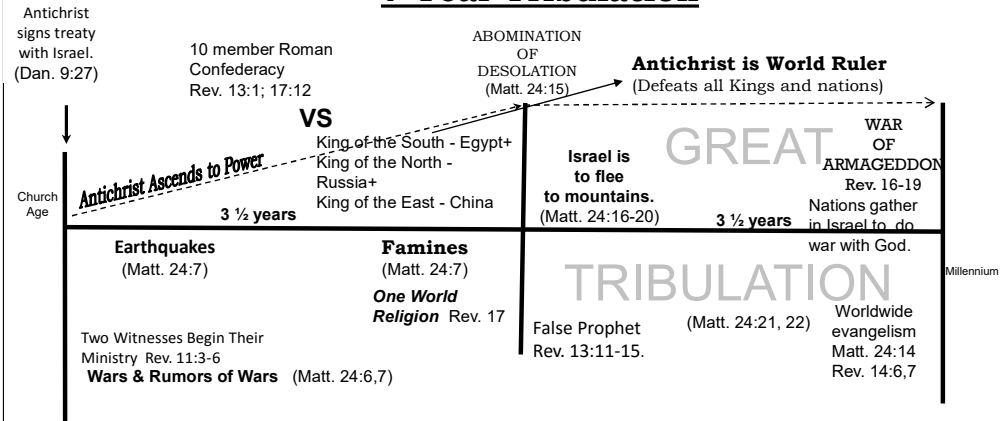 Antichrist
signs treaty
with Israel.
(Dan. 9:27)
10 member Roman
Confederacy
Rev. 13:1; 17:12
VS
King of the South - Egypt+
King of the North -
Russia+
King of the East - China
ABOMINATION
OF
DESOLATION
(Matt. 24:15)
Antichrist is World Ruler
(Defeats all Kings and nations)
Antichrist Ascends to Power
3 ½ years
Church
Age
Israel is
to flee
to mountains.
(Matt. 24:16-20)
GREAT
3 ½ years
WAR
OF
ARMAGEDDON
Rev. 16-19
Nations gather
in Israel to do
war with God.
Earthquakes
(Matt. 24:7)
Famines
(Matt. 24:7)
One World
Religion Rev. 17
TRIBULATION
Millennium
Two Witnesses Begin Their
Ministry Rev. 11:3-6
Wars & Rumors of Wars (Matt. 24:6,7)
False Prophet
Rev. 13:11-15.
(Matt. 24:21, 22)
Worldwide
evangelism
Matt. 24:14
Rev. 14:6,7